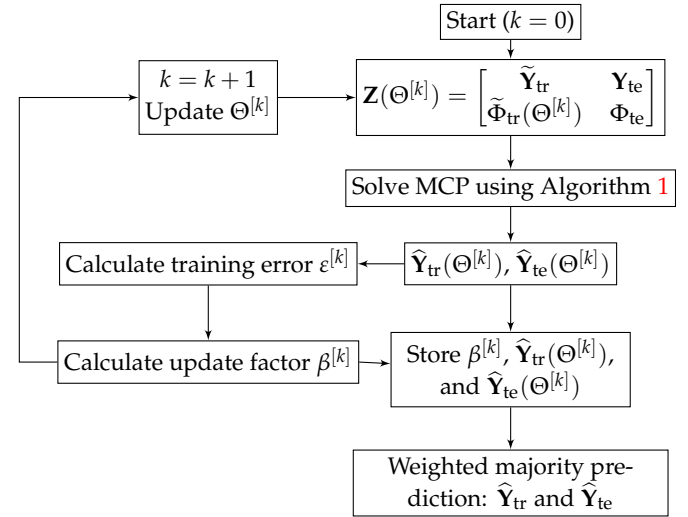 Start (k = 0)
k = k + 1
Update Θ^[k]
Z(Θ^[k]) = [ Ỹ_tr Y_te
Φ̃_tr(Θ^[k]) Φ_te ]
Solve MCP using Algorithm 1
Calculate training error ε^[k]
Ŷ_tr(Θ^[k]), Ŷ_te(Θ^[k])
Calculate update factor β^[k]
Store β^[k], Ŷ_tr(Θ^[k]),
and Ŷ_te(Θ^[k])
Weighted majority pre-
diction: Ŷ_tr and Ŷ_te